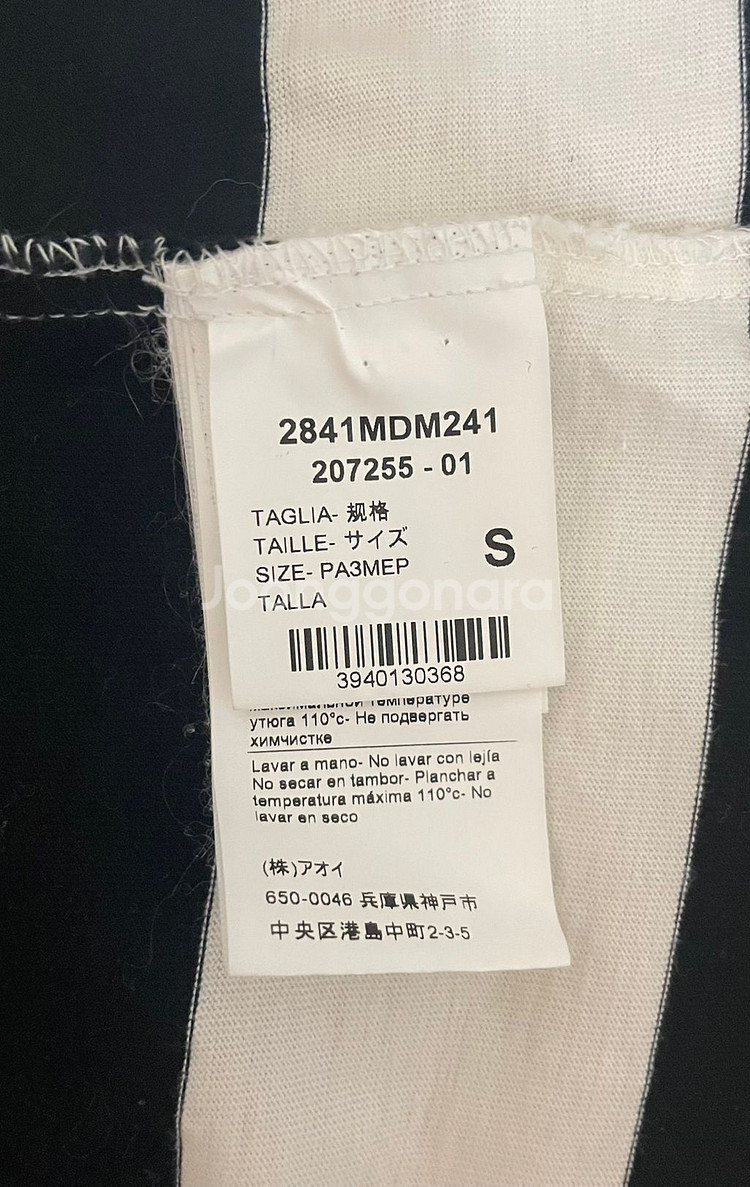 2841MDM241
207255 - 01
TAGLIA- 规格
TAILLE- サイズ
SIZE- РАЗМЕР
TALLA
S
Joonggonara
3940130368
максимальной температуре
утюга 110°c- Не подвергать
химчистке
Lavar a mano- No lavar con lejía
No secar en tambor- Planchar a
temperatura máxima 110°c- No
lavar en seco
(株)アオイ
650-0046 兵庫県神戸市
中央区港島中町2-3-5